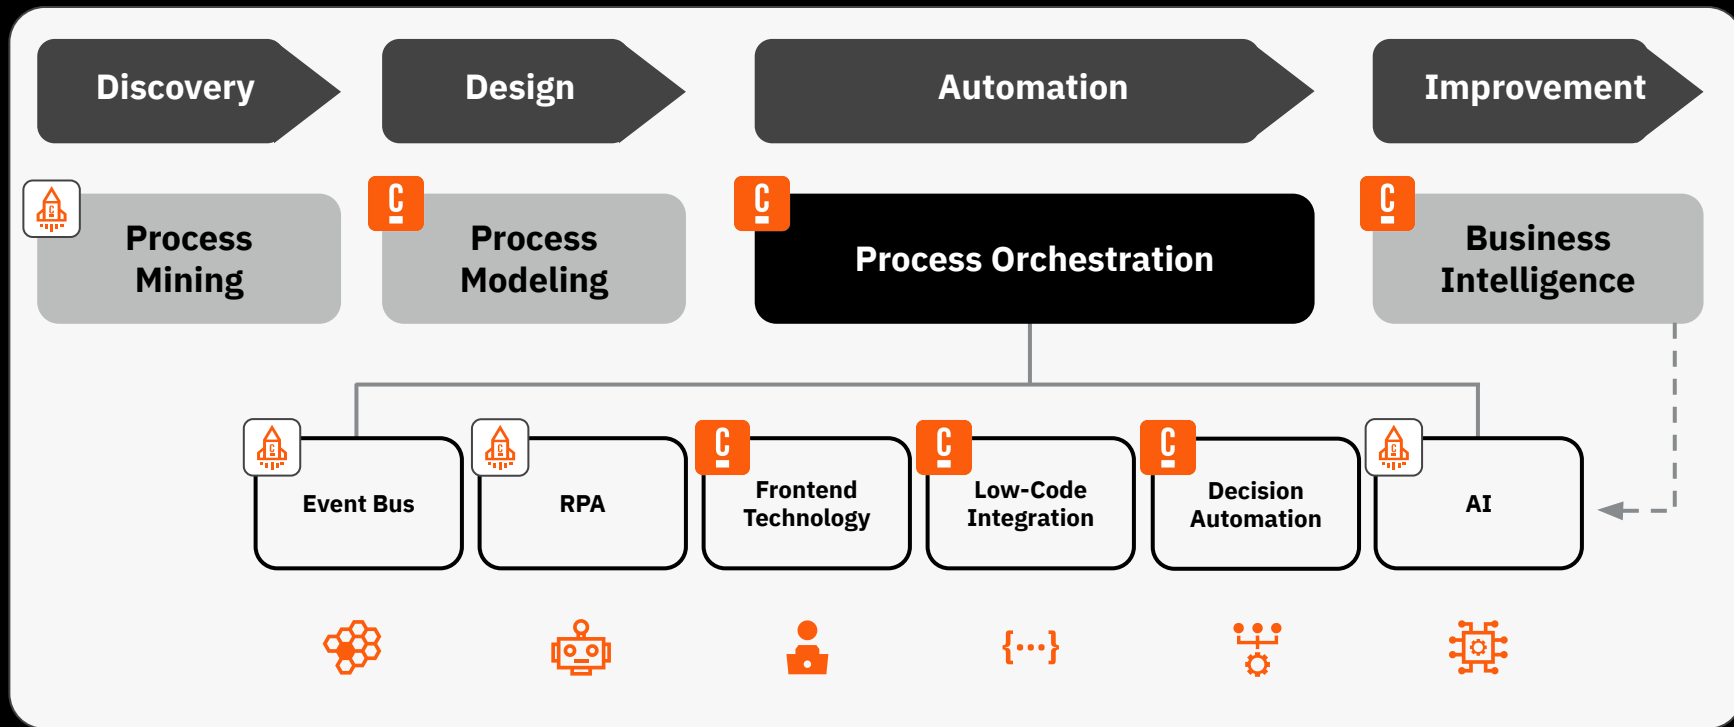 Discovery
Design
Automation
Improvement
Process
Mining
Process
Modeling
Process Orchestration
Business
Intelligence
Event Bus
RPA
Frontend
Technology
Low-Code
Integration
Decision
Automation
AI
C
C
C
C
C
C
{...}